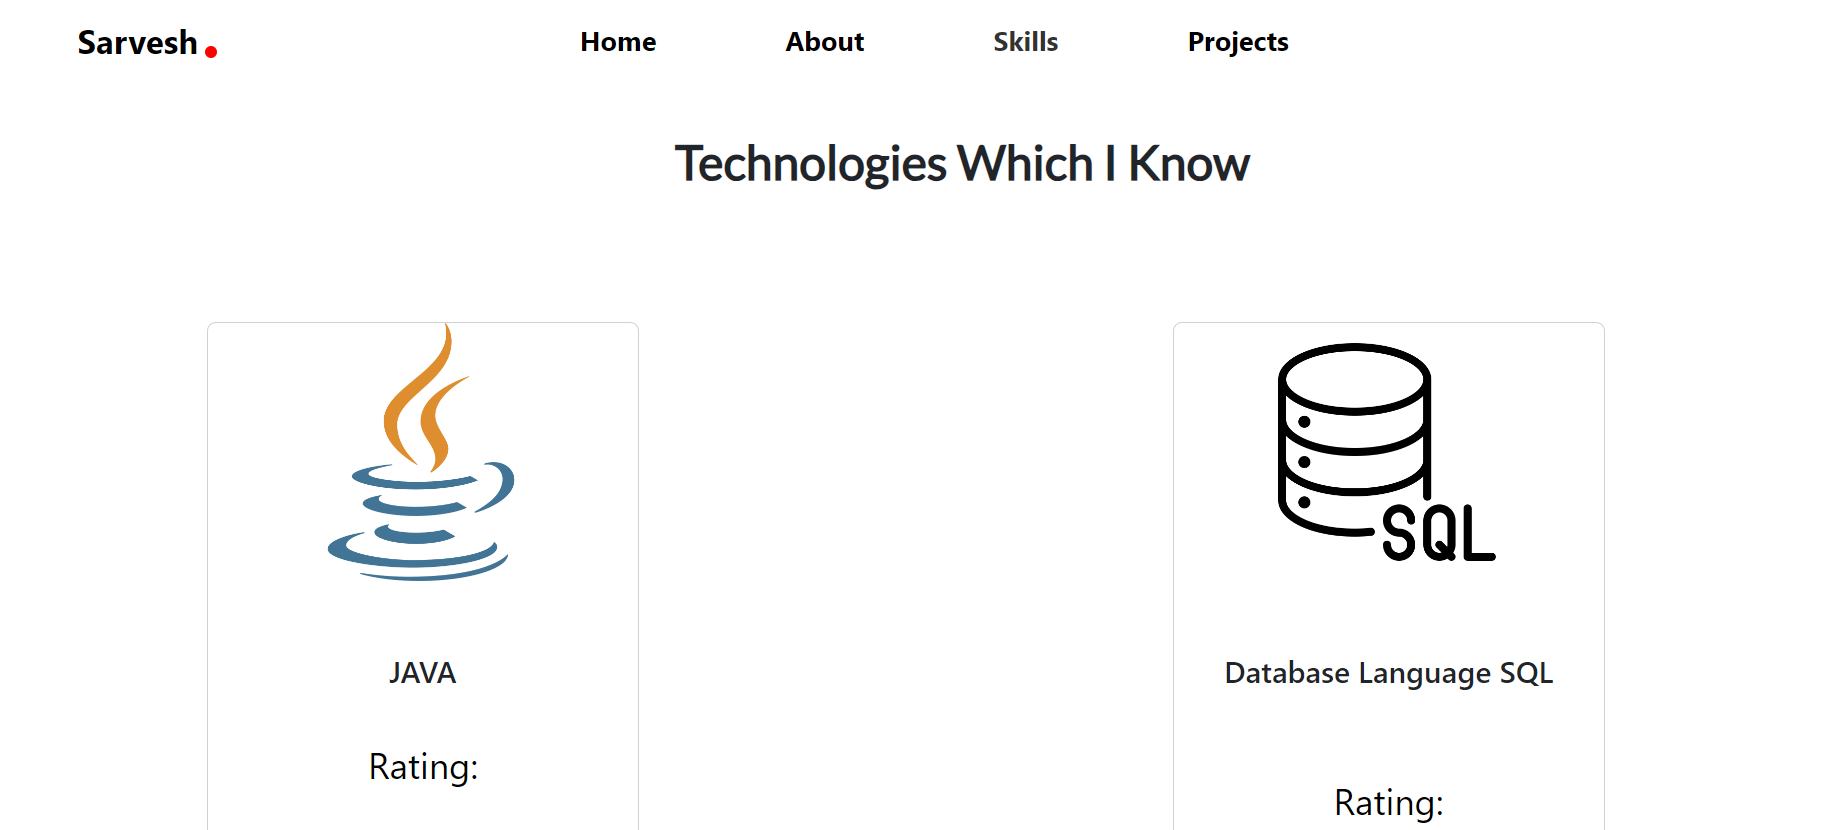 Sarvesh
Home About Skills Projects
Technologies Which I Know
SQL
JAVA
Database Language SQL
Rating:
Rating: